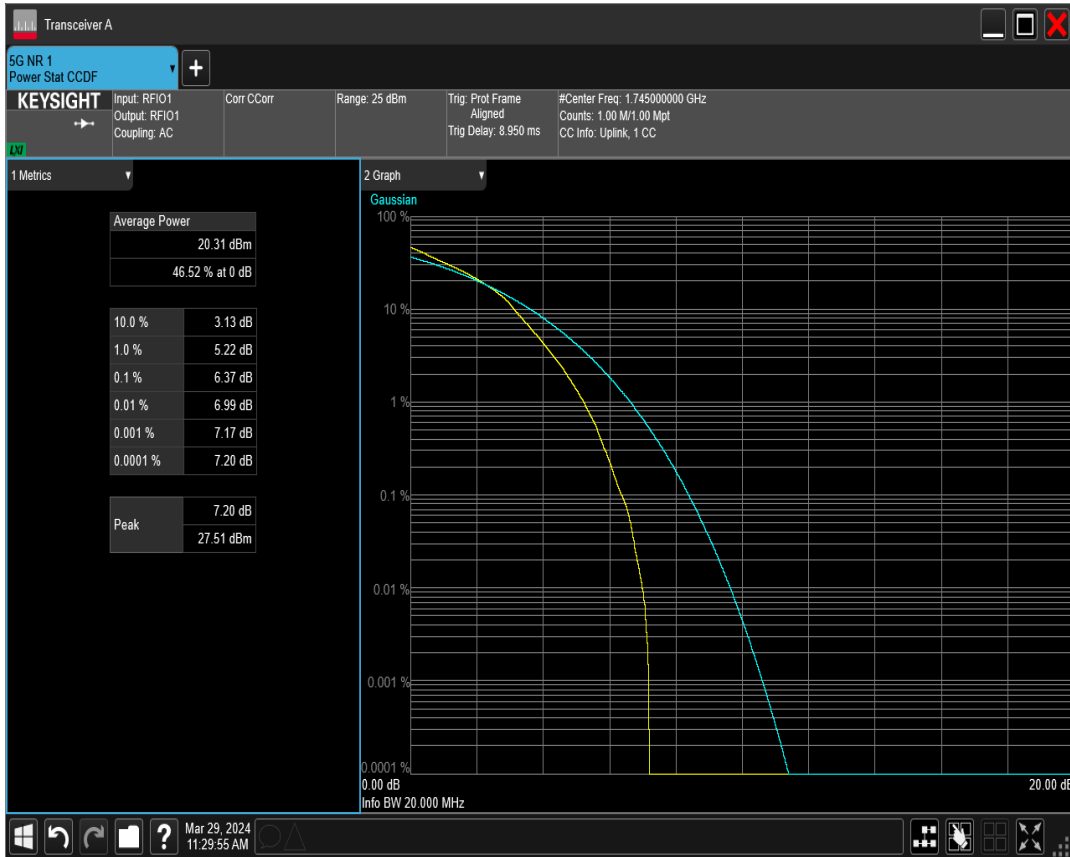 Transceiver A
5G NR 1
Power Stat CCDF
KEYSIGHT
LXI
Input: RFIO1
Output: RFIO1
Coupling: AC
Corr CCorr
Range: 25 dBm
Trig: Prot Frame
Aligned
Trig Delay: 8.950 ms
#Center Freq: 1.745000000 GHz
Counts: 1.00 M/1.00 Mpt
CC Info: Uplink, 1 CC
1 Metrics
Average Power
20.31 dBm
46.52 % at 0 dB
10.0 % 3.13 dB
1.0 % 5.22 dB
0.1 % 6.37 dB
0.01 % 6.99 dB
0.001 % 7.17 dB
0.0001 % 7.20 dB
Peak
7.20 dB
27.51 dBm
2 Graph
Gaussian
100 %
10 %
1 %
0.1 %
0.01 %
0.001 %
0.0001 %
0.00 dB
20.00 dB
Info BW 20.000 MHz
?
Mar 29, 2024
11:29:55 AM